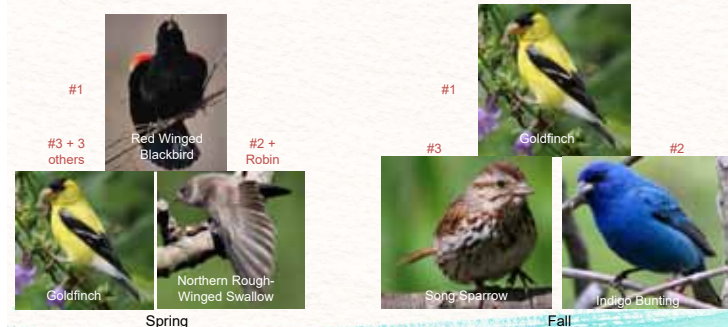 #1
Red Winged
Blackbird
#3 + 3
others
#2 +
Robin
Goldfinch
Northern Rough-
Winged Swallow
Spring
#1
Goldfinch
#3
#2
Song Sparrow
Indigo Bunting
Fall